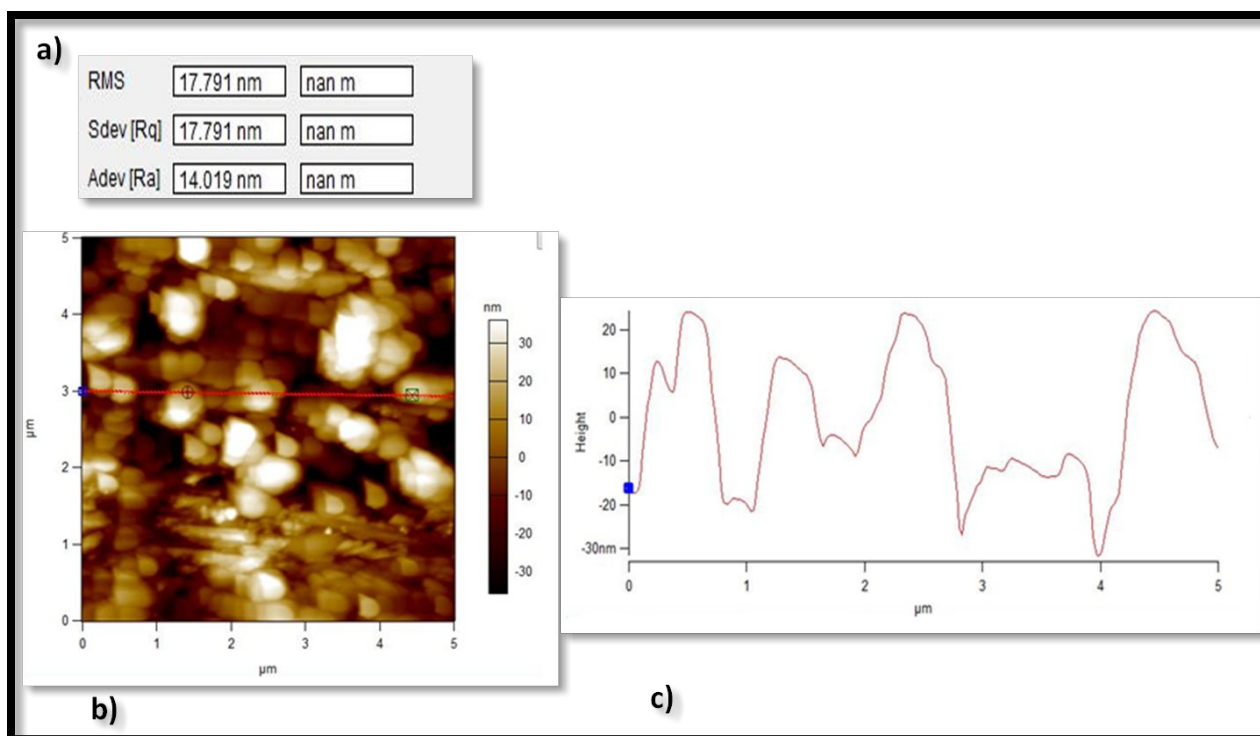 a)
RMS 17.791 nm nan m
Sdev [Rq] 17.791 nm nan m
Adev [Ra] 14.019 nm nan m
5
4
3
2
1
0
µm
0 1 2 3 4 5
µm
nm
30
20
10
0
-10
-20
-30
b)
20
10
0
-10
-20
-30nm
Height
0 1 2 3 4 5
µm
c)